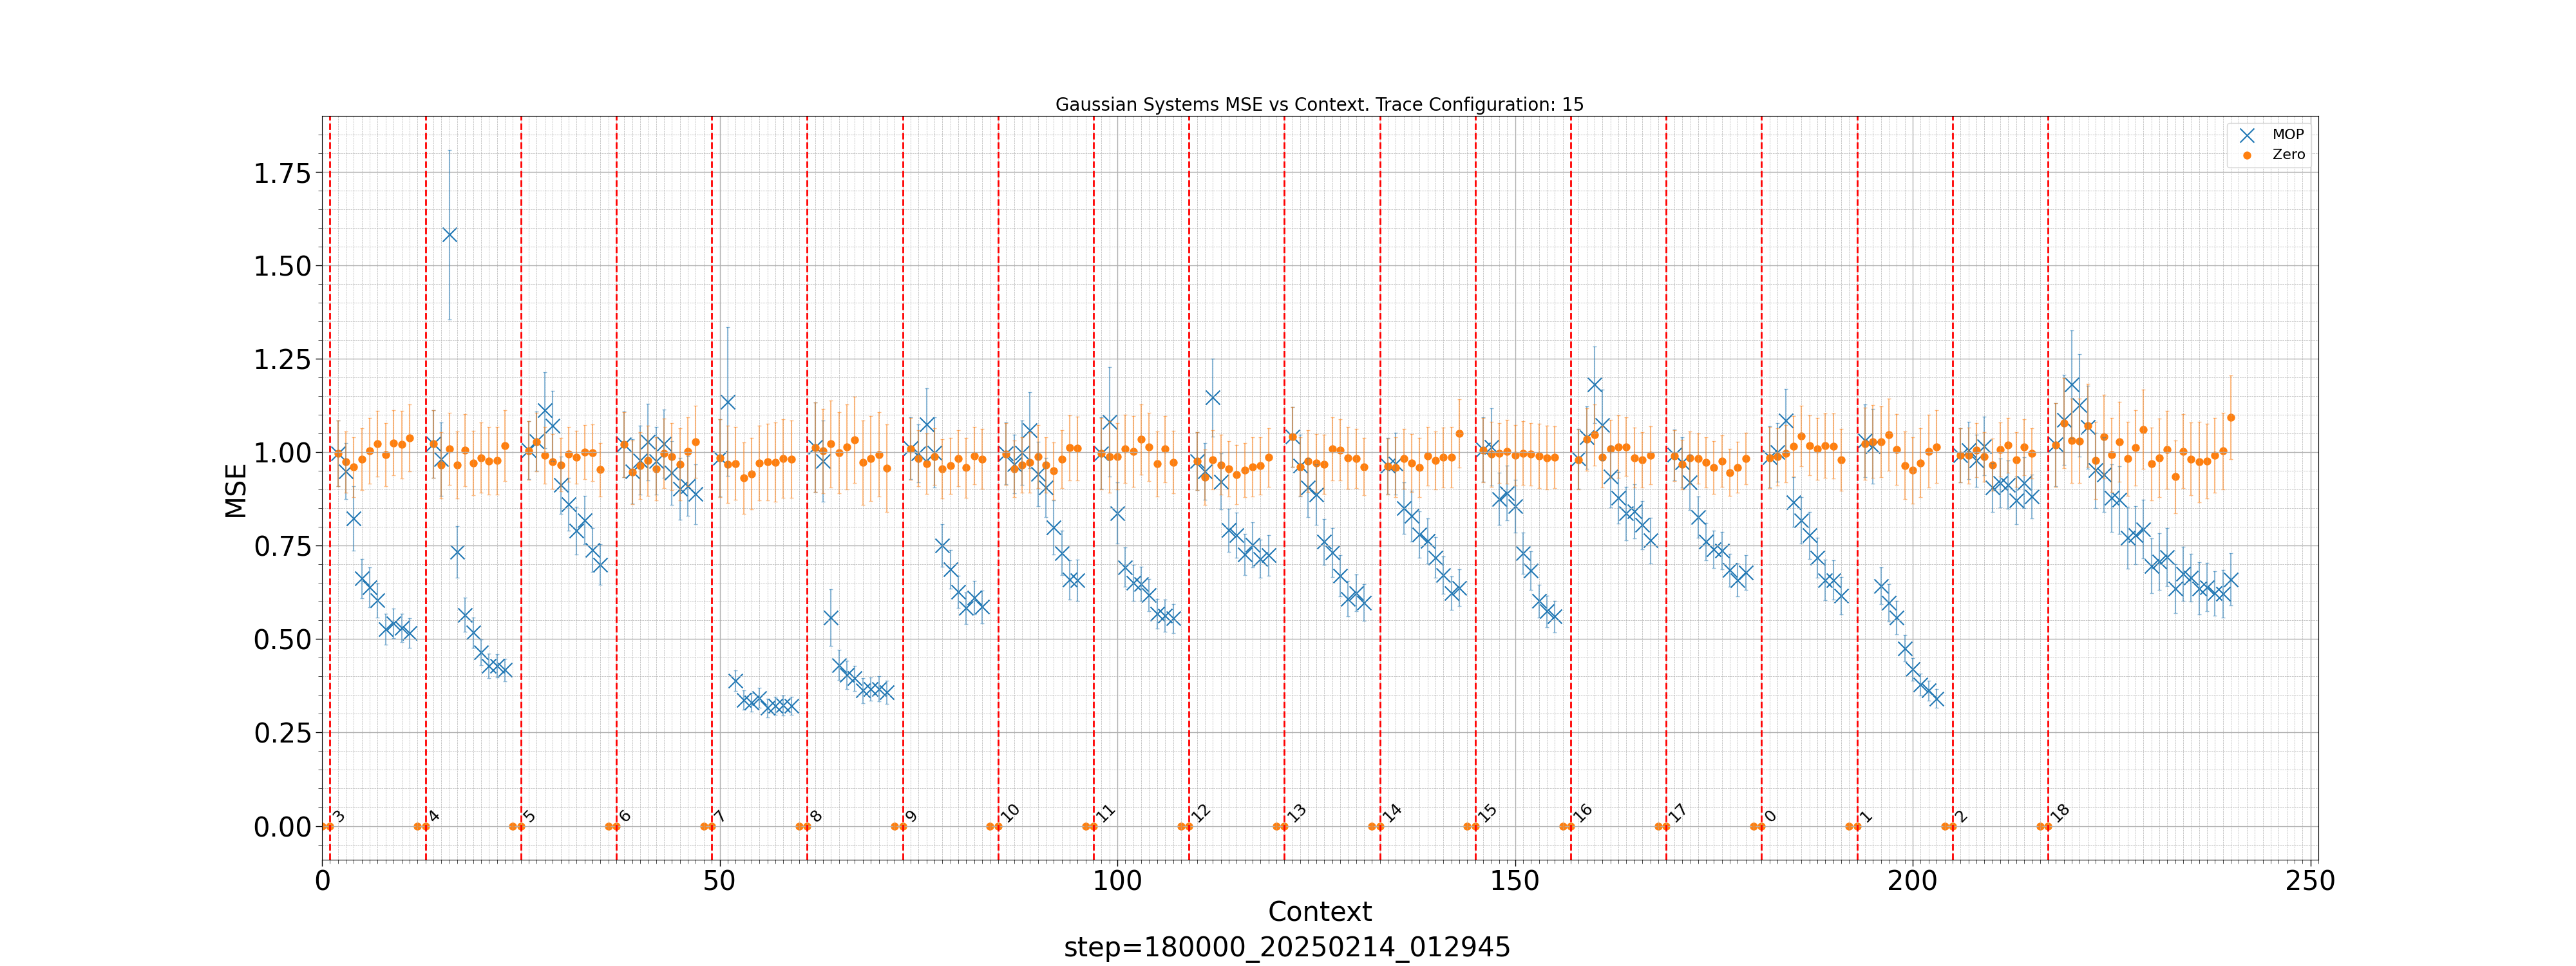 Gaussian Systems MSE vs Context. Trace Configuration: 15
MOP
Zero
1.75
1.50
1.25
1.00
0.75
0.50
0.25
0.00
MSE
3 4 5 6 7 8 9 10 11 12 13 14 15 16 17 0 1 2 18
0 50 100 150 200 250
Context
step=180000_20250214_012945